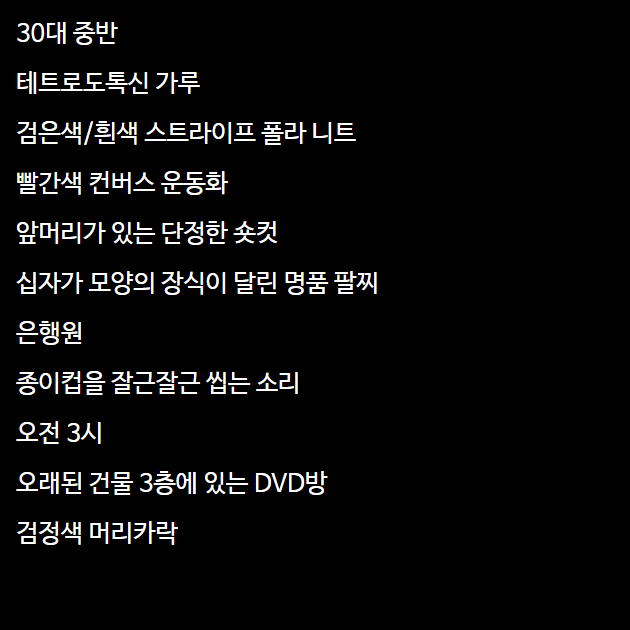 30대 중반
테트로도톡신 가루
검은색/흰색 스트라이프 폴라 니트
빨간색 컨버스 운동화
앞머리가 있는 단정한 숏컷
십자가 모양의 장식이 달린 명품 팔찌
은행원
종이컵을 잘근잘근 씹는 소리
오전 3시
오래된 건물 3층에 있는 DVD방
검정색 머리카락